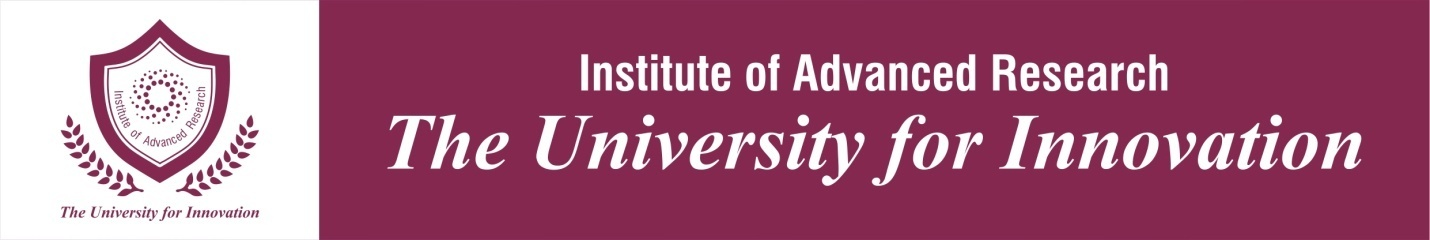 Institute of Advanced Research
The University for Innovation
Institute of Advanced Research
The University for Innovation